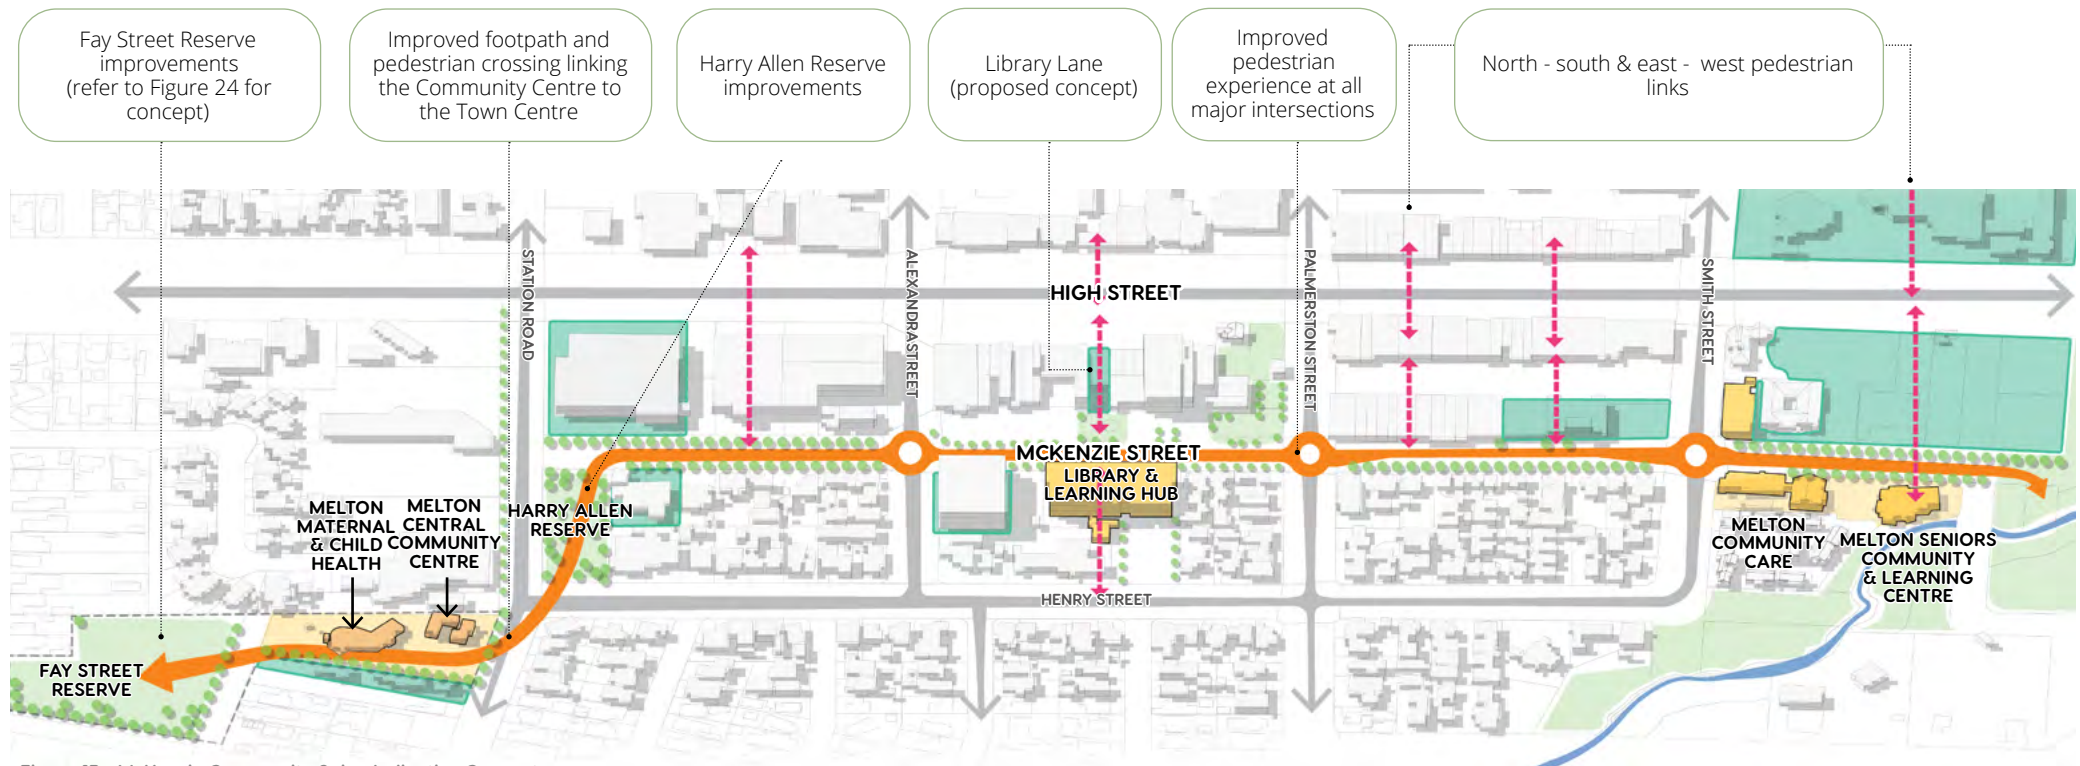 Fay Street Reserve
improvements
(refer to Figure 24 for
concept)
Improved footpath and
pedestrian crossing linking
the Community Centre to
the Town Centre
Harry Allen Reserve
improvements
Library Lane
(proposed concept)
Improved
pedestrian
experience at all
major intersections
North - south & east - west pedestrian
links
STATION ROAD
ALEXANDRASTREET
HIGH STREET
PALMERSTON STREET
SMITH STREET
MCKENZIE STREET
LIBRARY &
LEARNING HUB
MELTON
MATERNAL
& CHILD
HEALTH
MELTON
CENTRAL
COMMUNITY
CENTRE
HARRY ALLEN
RESERVE
MELTON
COMMUNITY
CARE
MELTON SENIORS
COMMUNITY
& LEARNING
CENTRE
HENRY STREET
FAY STREET
RESERVE